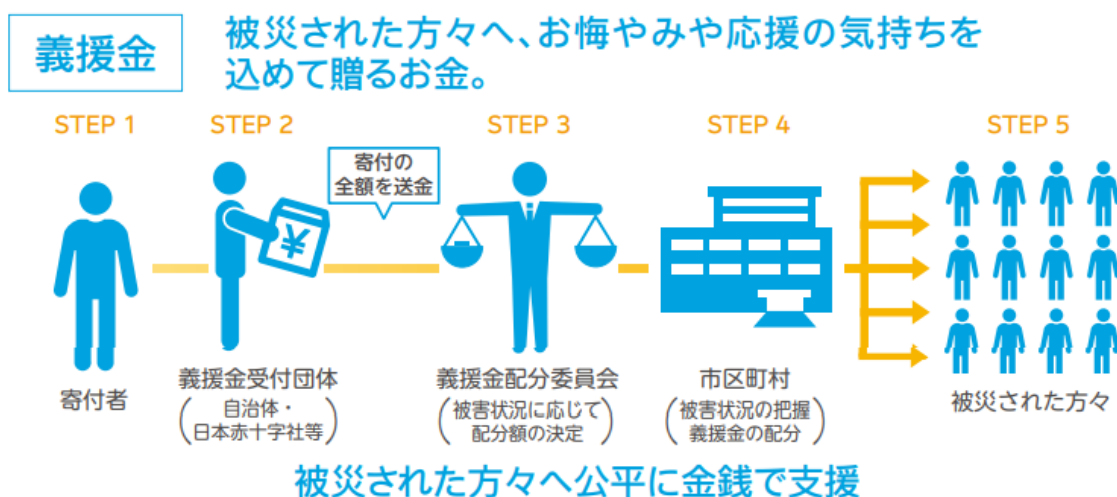 義援金
被災された方々へ、お悔やみや応援の気持ちを
込めて贈るお金。
STEP 1
STEP 2
STEP 3
STEP 4
STEP 5
寄付の
全額を送金
¥
寄付者
義援金受付団体
(自治体・
日本赤十字社等)
義援金配分委員会
(被害状況に応じて
配分額の決定)
市区町村
(被害状況の把握
義援金の配分)
被災された方々
被災された方々へ公平に金銭で支援